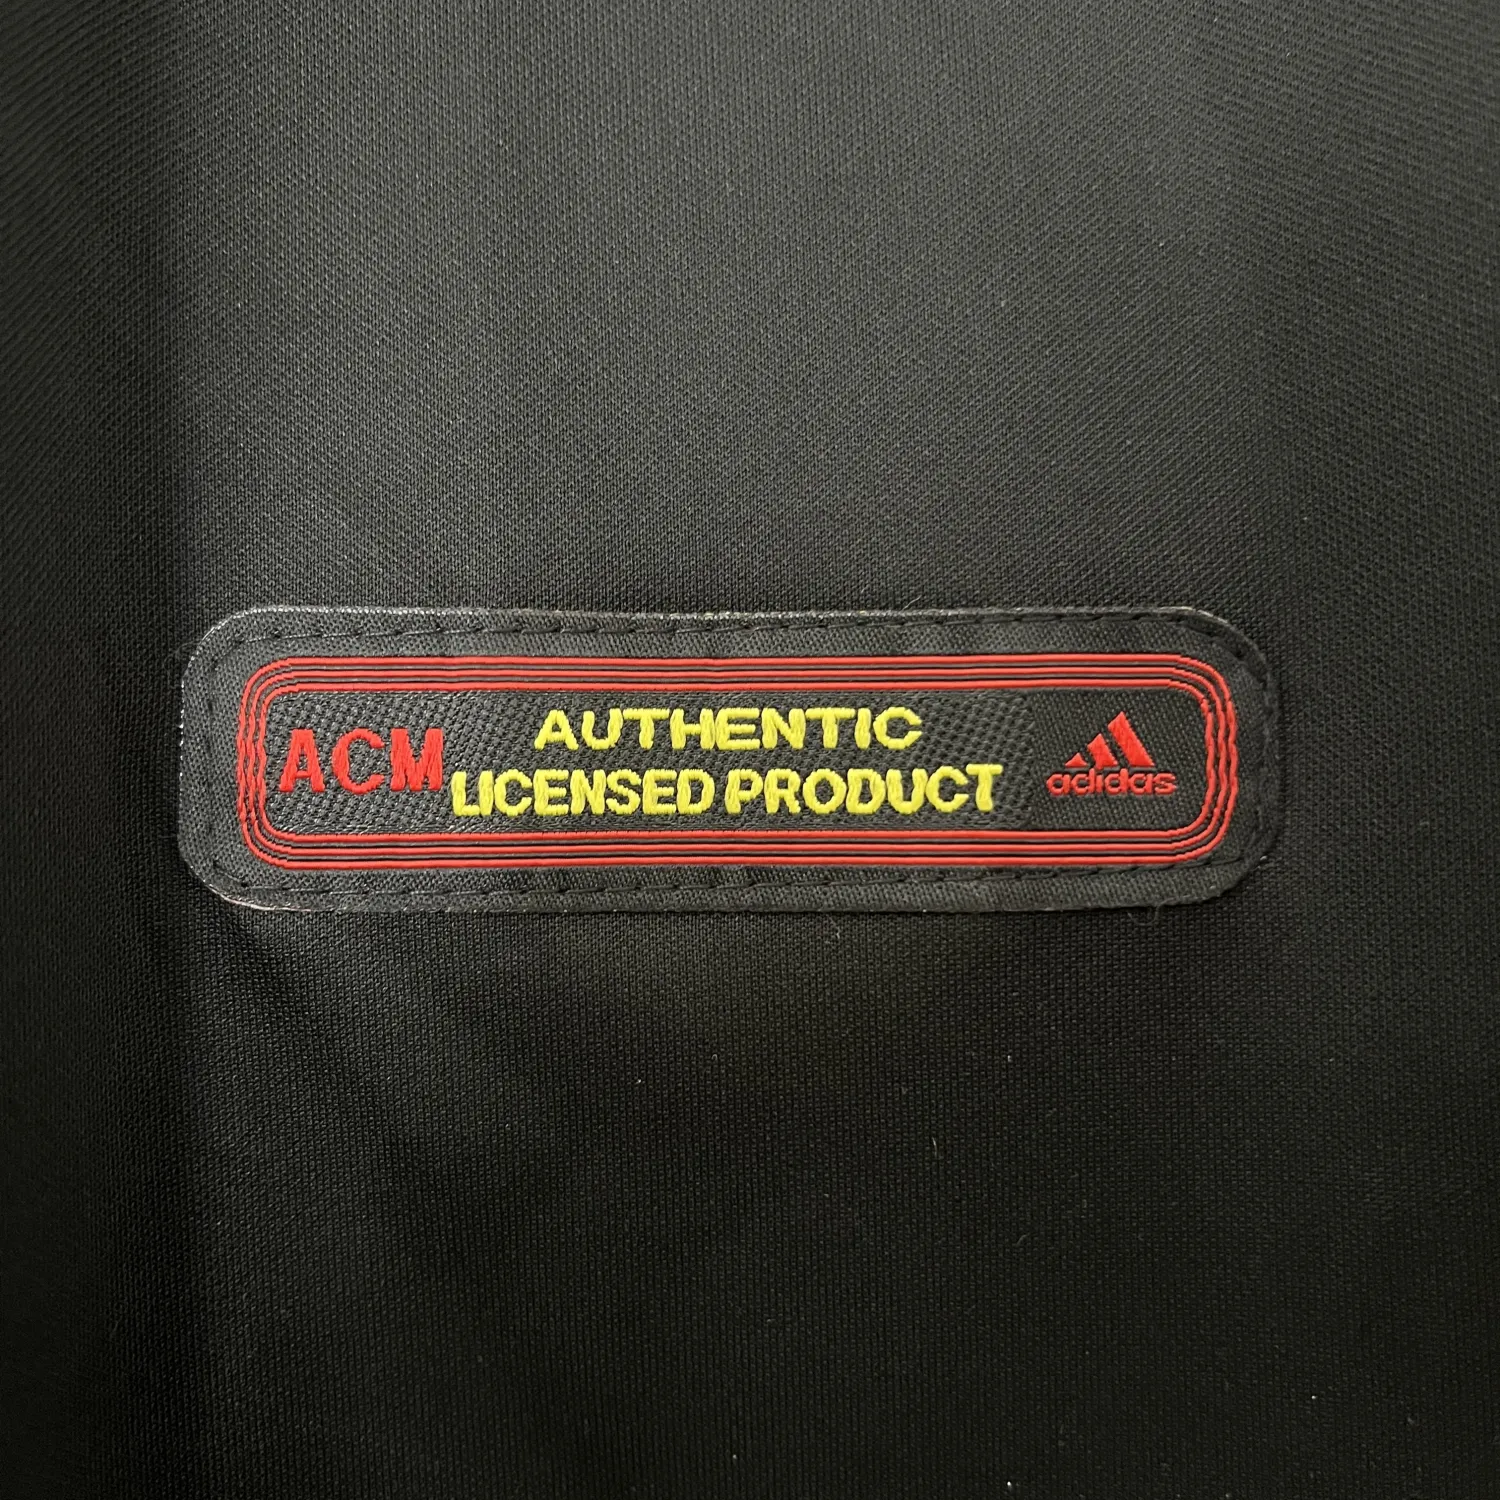 ACM
AUTHENTIC
LICENSED PRODUCT
adidas